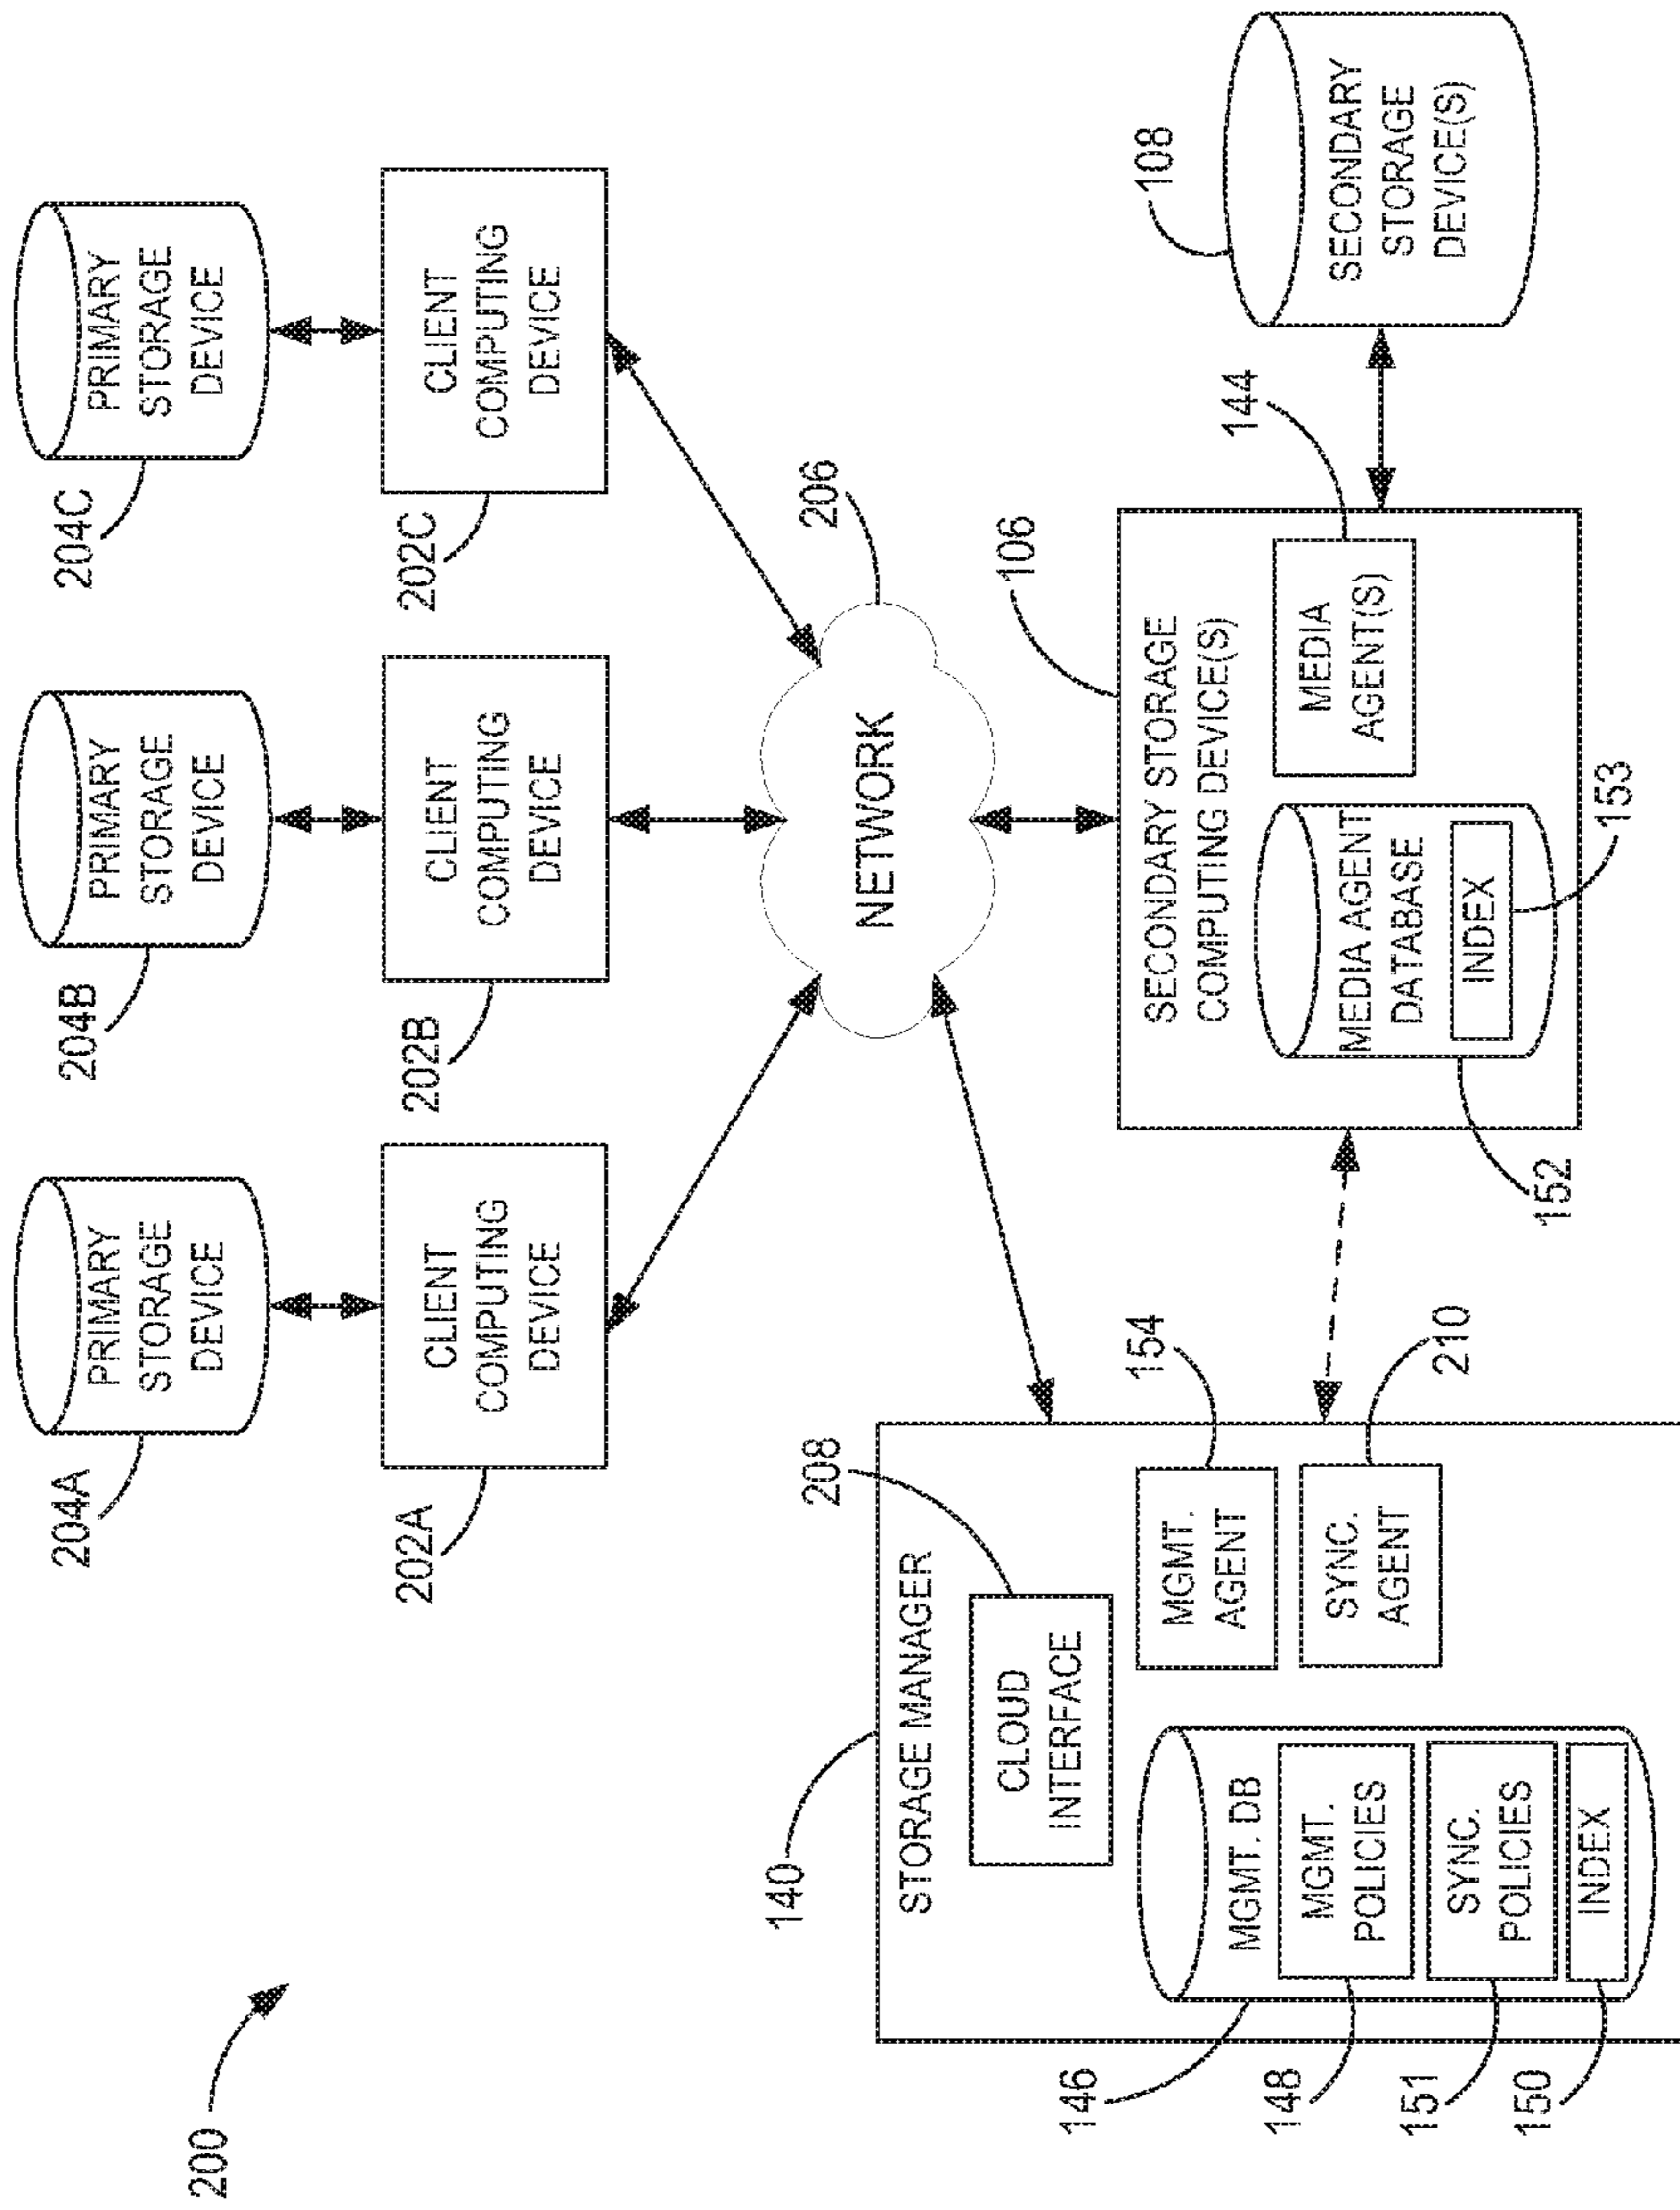 200
204A
PRIMARY
STORAGE
DEVICE
204B
PRIMARY
STORAGE
DEVICE
204C
PRIMARY
STORAGE
DEVICE
202A
CLIENT
COMPUTING
DEVICE
202B
CLIENT
COMPUTING
DEVICE
202C
CLIENT
COMPUTING
DEVICE
206
NETWORK
140
STORAGE MANAGER
208
CLOUD
INTERFACE
154
MGMT.
AGENT
210
SYNC.
AGENT
146
MGMT. DB
148
MGMT.
POLICIES
151
SYNC.
POLICIES
150
INDEX
106
SECONDARY STORAGE
COMPUTING DEVICE(S)
144
MEDIA
AGENT(S)
152
MEDIA AGENT
DATABASE
INDEX
153
108
SECONDARY
STORAGE
DEVICE(S)